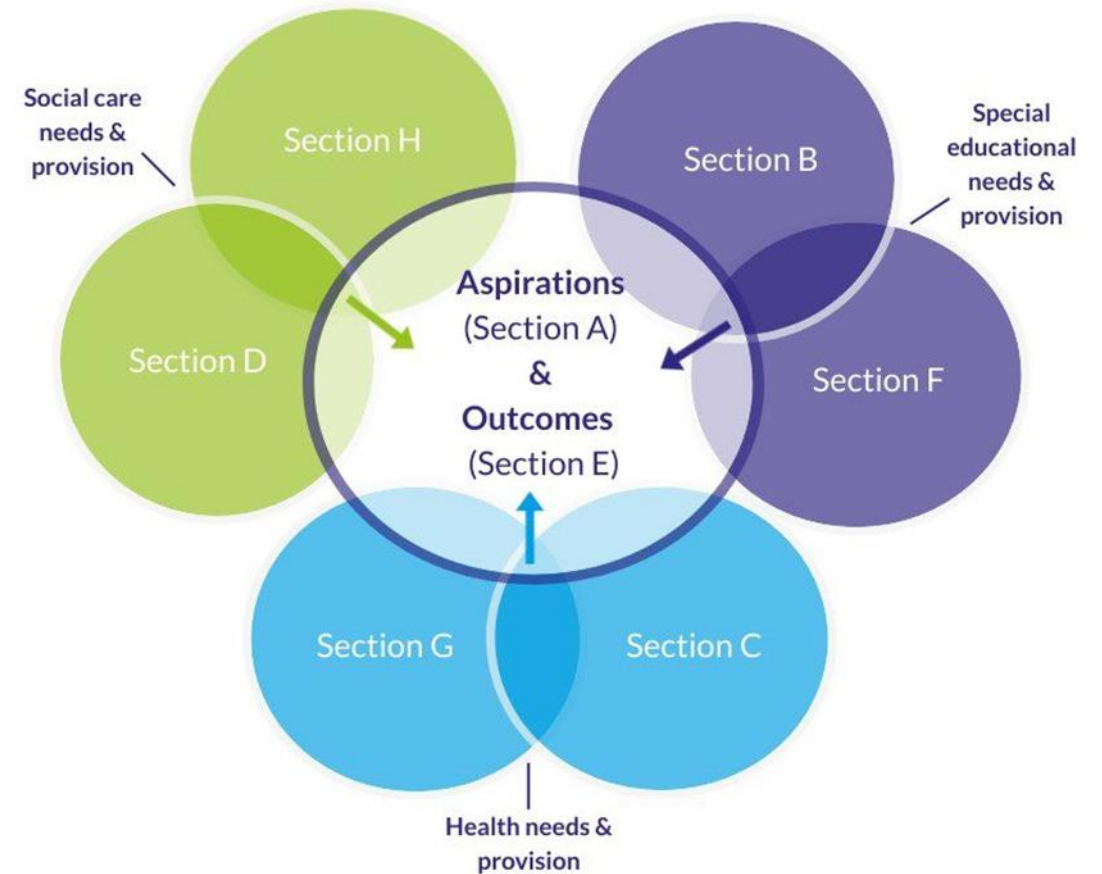 Social care
needs &
provision
Section H
Section B
Special
educational
needs &
provision
Section D
Aspirations
(Section A)
&
Outcomes
(Section E)
Section F
Section G
Section C
Health needs &
provision